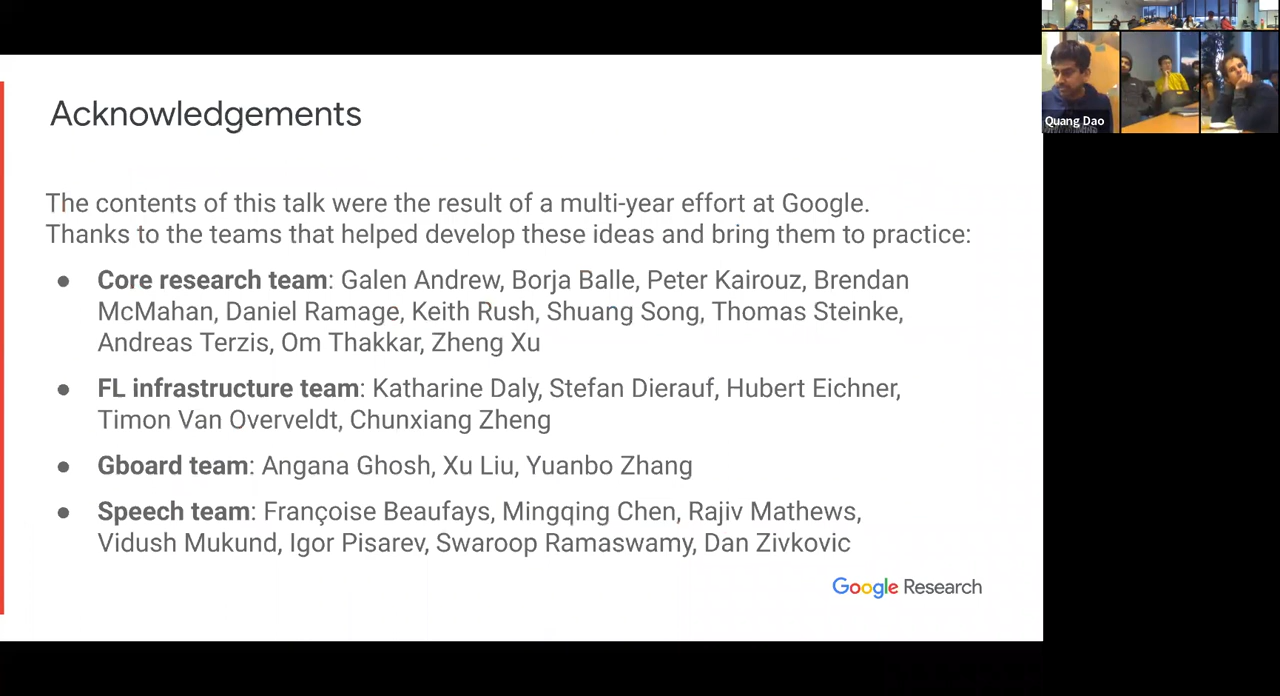 Acknowledgements
The contents of this talk were the result of a multi-year effort at Google.
Thanks to the teams that helped develop these ideas and bring them to practice:
● Core research team: Galen Andrew, Borja Balle, Peter Kairouz, Brendan
McMahan, Daniel Ramage, Keith Rush, Shuang Song, Thomas Steinke,
Andreas Terzis, Om Thakkar, Zheng Xu
● FL infrastructure team: Katharine Daly, Stefan Dierauf, Hubert Eichner,
Timon Van Overveldt, Chunxiang Zheng
● Gboard team: Angana Ghosh, Xu Liu, Yuanbo Zhang
● Speech team: Françoise Beaufays, Mingqing Chen, Rajiv Mathews,
Vidush Mukund, Igor Pisarev, Swaroop Ramaswamy, Dan Zivkovic
Google Research
Quang Dao